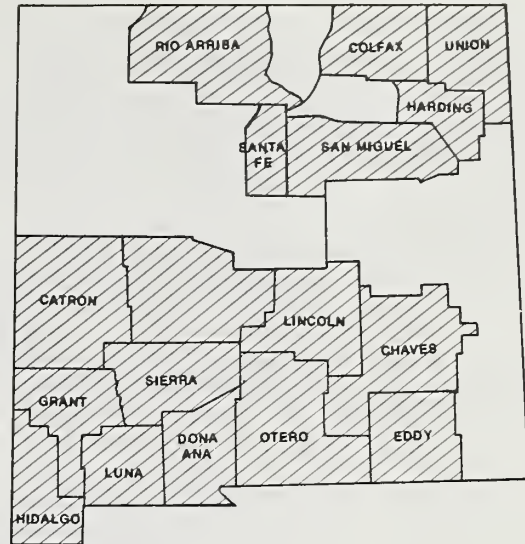 RIO ARRIBA
COLFAX
UNION
HARDING
SANTA
FE
SAN MIGUEL
CATRON
LINCOLN
CHAVES
SIERRA
GRANT
DONA
ANA
OTERO
EDDY
LUNA
HIDALGO